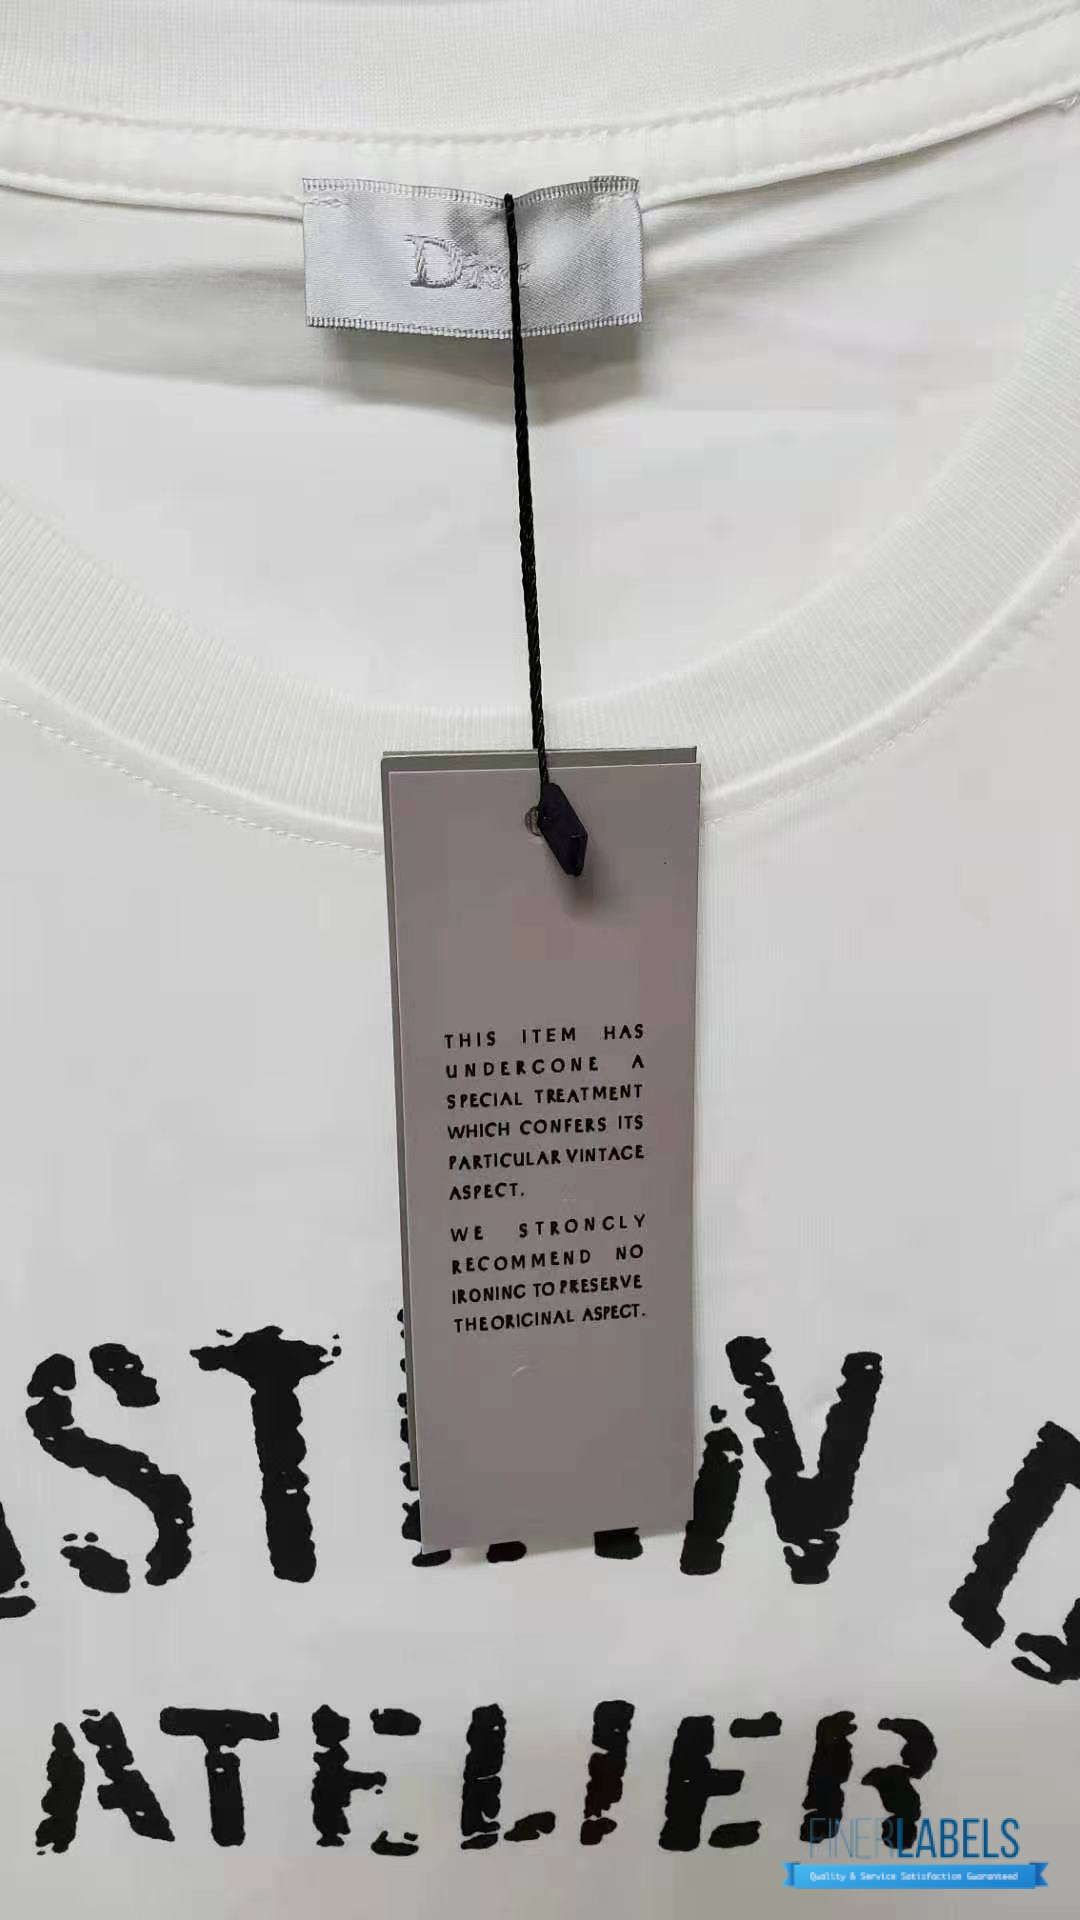 Dior
THIS ITEM HAS
UNDERGONE A
SPECIAL TREATMENT
WHICH CONFERS ITS
PARTICULAR VINTAGE
ASPECT.
WE STRONGLY
RECOMMEND NO
IRONING TO PRESERVE
THE ORIGINAL ASPECT.
ATELIER
FINERLABELS
Quality & Service Satisfaction Guaranteed